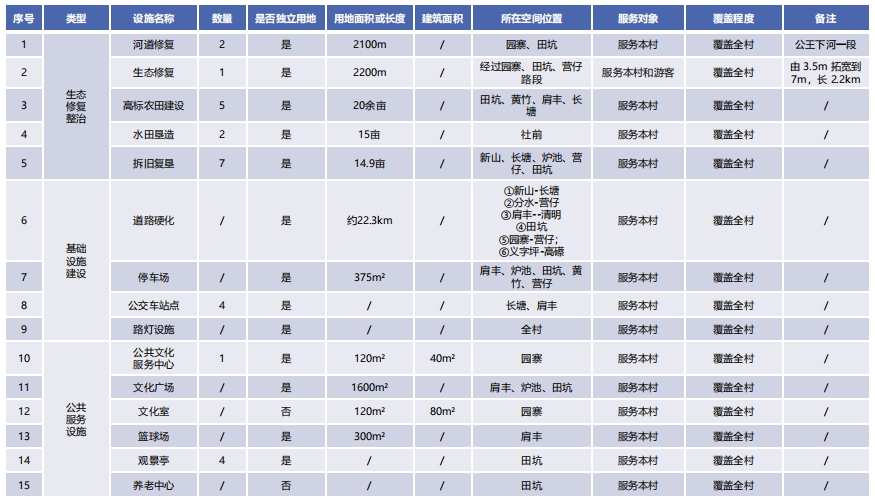 序号 类型 设施名称 数量 是否独立用地 用地面积或长度 建筑面积 所在空间位置 服务对象 覆盖程度 备注
生态
修复
整治
1 河道修复 2 是 2100m / 园寨、田坑 服务本村 覆盖全村 公王下河一段
2 生态修复 1 是 2200m / 经过园寨、田坑、营仔
路段 服务本村和游客 覆盖全村 由 3.5m 拓宽到
7m，长 2.2km
3 高标农田建设 5 是 20余亩 / 田坑、黄竹、肩丰、长
塘 服务本村 覆盖全村 /
4 水田垦造 2 是 15亩 / 社前 服务本村 覆盖全村 /
5 拆旧复垦 7 是 14.9亩 / 新山、长塘、炉池、营
仔、田坑 服务本村 覆盖全村 /
基础
设施
建设
6 道路硬化 / 是 约22.3km / ①新山-长塘
②分水-营仔
③肩丰--清明
④田坑
⑤园寨-营仔；
⑥义字坪-高磜 服务本村 覆盖全村 /
7 停车场 / 是 375m² / 肩丰、炉池、田坑、黄
竹、营仔 服务本村 覆盖全村 /
8 公交车站点 4 是 / / 长塘、肩丰 服务本村 覆盖全村 /
9 路灯设施 / 是 / / 全村 服务本村 覆盖全村 /
公共
服务
设施
10 公共文化
服务中心 1 是 120m² 40m² 园寨 服务本村 覆盖全村 /
11 文化广场 / 是 1600m² / 肩丰、炉池、田坑 服务本村 覆盖全村 /
12 文化室 / 否 120m² 80m² 园寨 服务本村 覆盖全村 /
13 篮球场 / 是 300m² / 肩丰 服务本村 覆盖全村 /
14 观景亭 4 是 / / 田坑 服务本村 覆盖全村 /
15 养老中心 / 否 / / 田坑 服务本村 覆盖全村 /